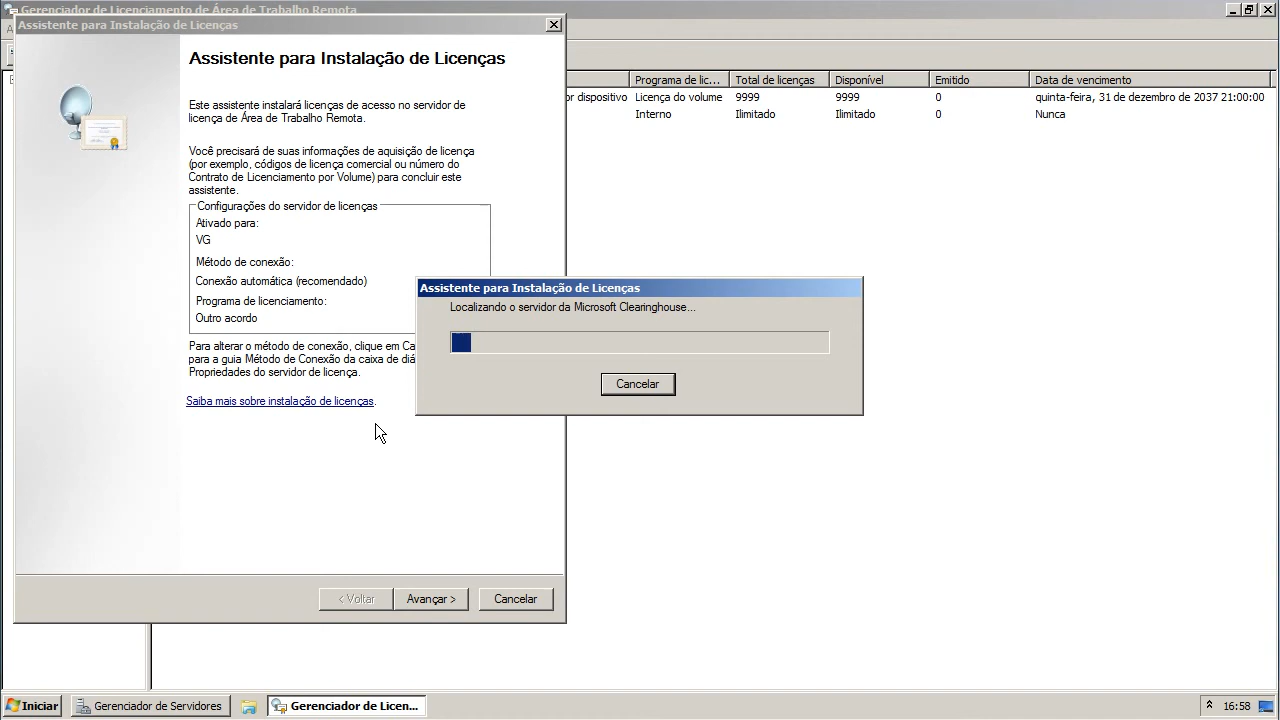 Gerenciador de Licenciamento de Área de Trabalho Remota
Assistente para Instalação de Licenças
A
Assistente para Instalação de Licenças
Este assistente instalará licenças de acesso no servidor de
licença de Área de Trabalho Remota.
Você precisará de suas informações de aquisição de licença
(por exemplo, códigos de licença comercial ou número do
Contrato de Licenciamento por Volume) para concluir este
assistente.
Configurações do servidor de licenças
Ativado para:
VG
Método de conexão:
Conexão automática (recomendado)
Programa de licenciamento:
Outro acordo
Para alterar o método de conexão, clique em Ca
para a guia Método de Conexão da caixa de diá
Propriedades do servidor de licença.
Saiba mais sobre instalação de licenças.
< Voltar
Avançar >
Cancelar
Programa de lic... Total de licenças Disponível Emitido Data de vencimento
or dispositivo Licença do volume 9999 9999 0 quinta-feira, 31 de dezembro de 2037 21:00:00
Interno Ilimitado Ilimitado 0 Nunca
Assistente para Instalação de Licenças
Localizando o servidor da Microsoft Clearinghouse...
Cancelar
Iniciar
Gerenciador de Servidores
Gerenciador de Licen...
16:58